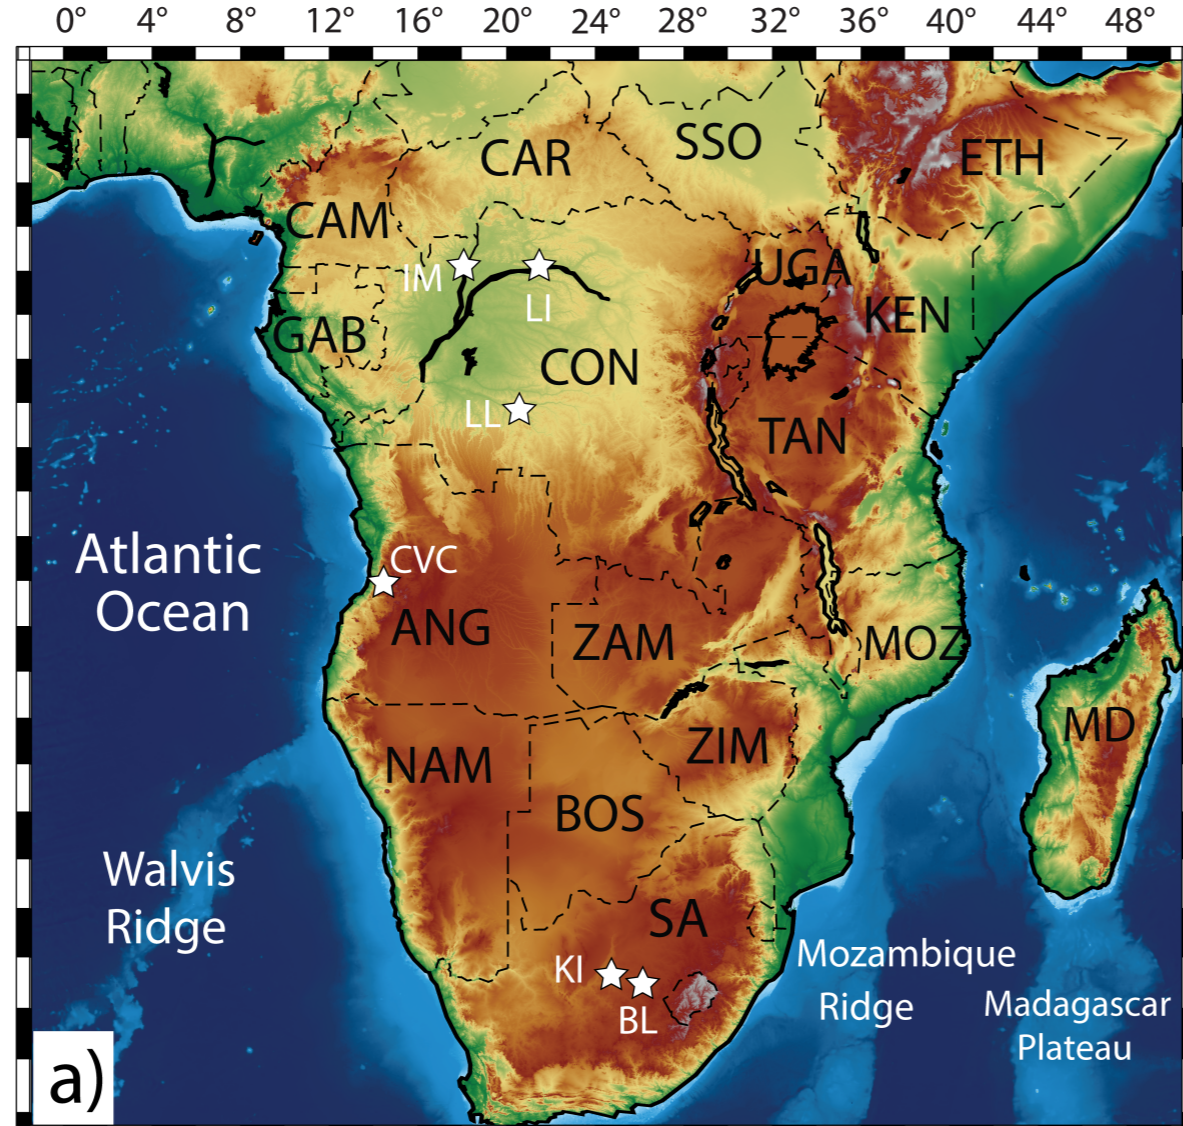 0° 4° 8° 12° 16° 20° 24° 28° 32° 36° 40° 44° 48°
SSO
CAR
ETH
CAM
UGA
IM
LI
KEN
GAB
CON
LL
TAN
Atlantic
Ocean
CVC
ANG
ZAM
MOZ
MD
NAM
ZIM
BOS
Walvis
Ridge
SA
KI
BL
Mozambique
Ridge
Madagascar
Plateau
a)